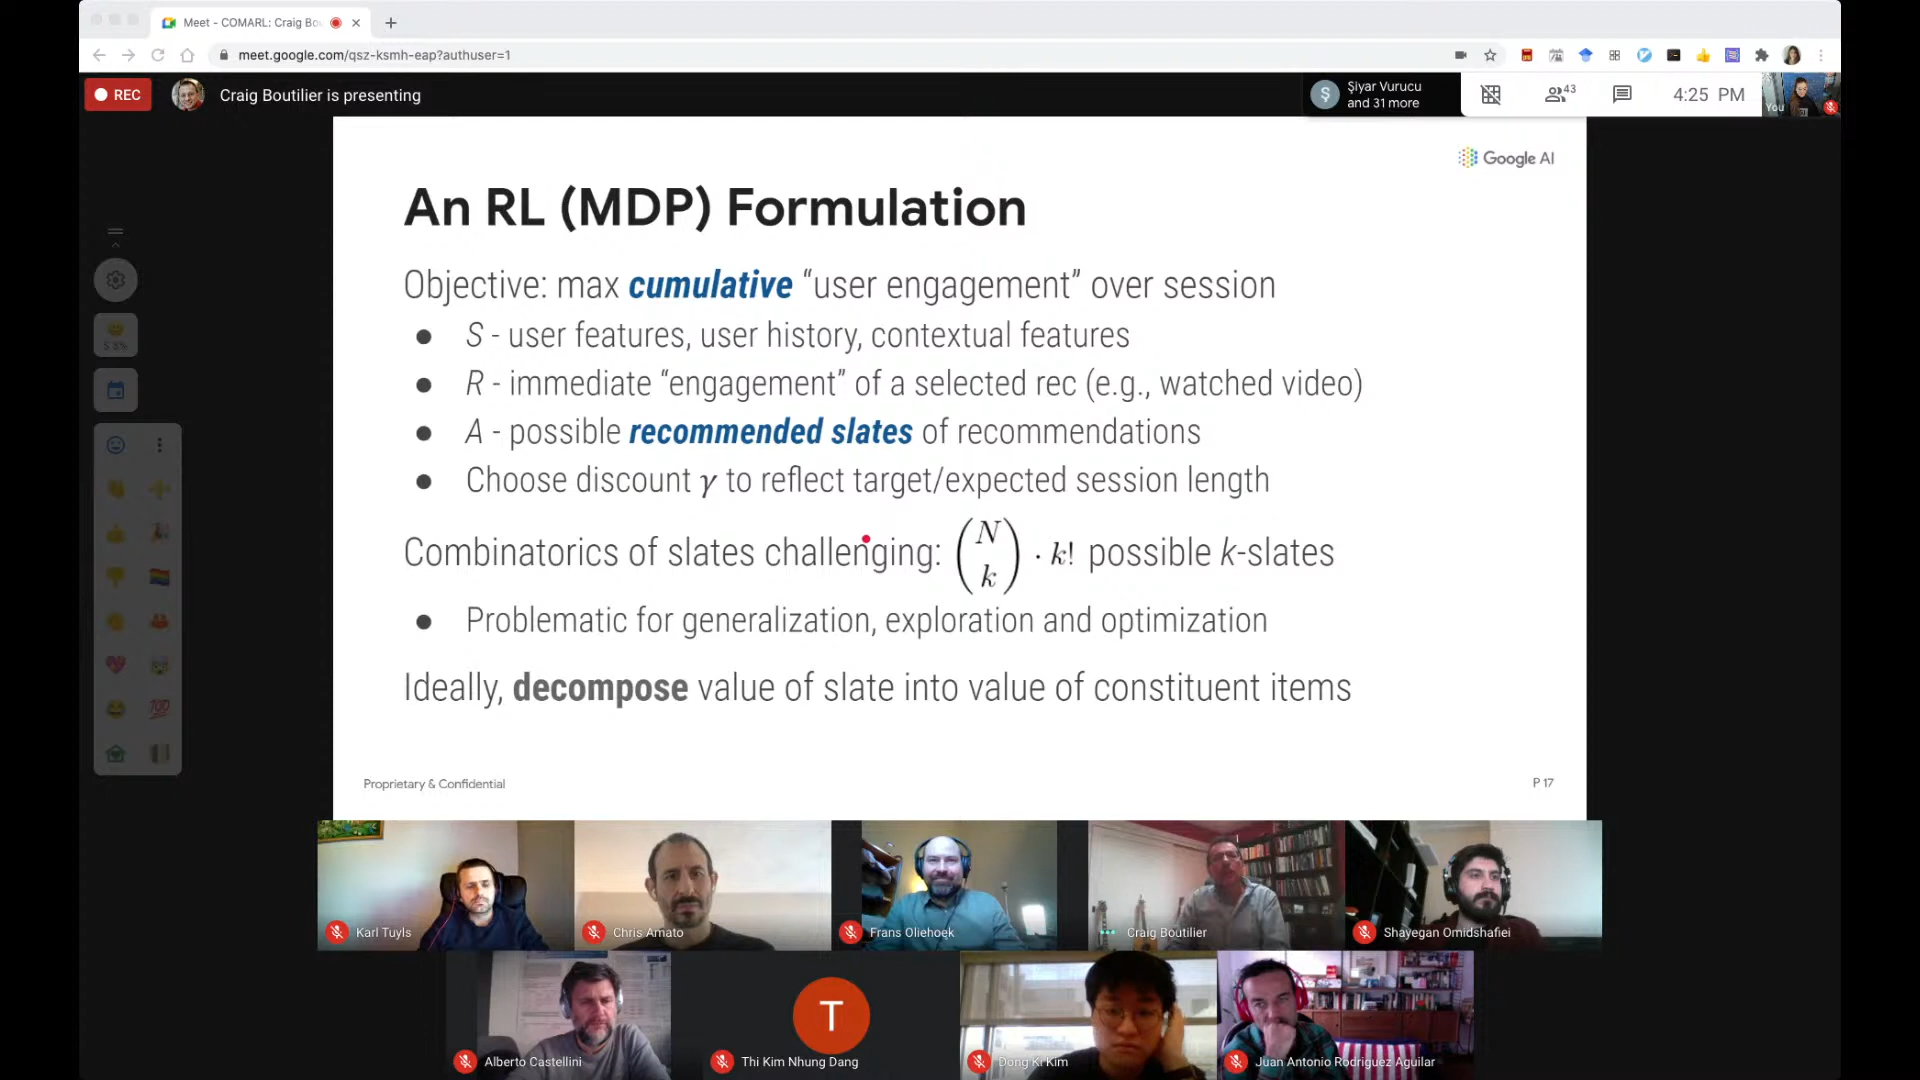 Meet - COMARL: Craig Bo
meet.google.com/qsz-ksmh-eap?authuser=1
REC
Craig Boutilier is presenting
Ş
Şiyar Vurucu
and 31 more
43
4:25 PM
You
Google AI
An RL (MDP) Formulation
Objective: max cumulative “user engagement” over session
● S - user features, user history, contextual features
● R - immediate “engagement” of a selected rec (e.g., watched video)
● A - possible recommended slates of recommendations
● Choose discount γ to reflect target/expected session length
Combinatorics of slates challenging: (N k) · k! possible k-slates
● Problematic for generalization, exploration and optimization
Ideally, decompose value of slate into value of constituent items
Proprietary & Confidential
P 17
Karl Tuyls
Chris Amato
Frans Oliehoek
Craig Boutilier
Shayegan Omidshafiei
Alberto Castellini
T
Thi Kim Nhung Dang
Dong Ki Kim
Juan Antonio Rodriguez Aguilar